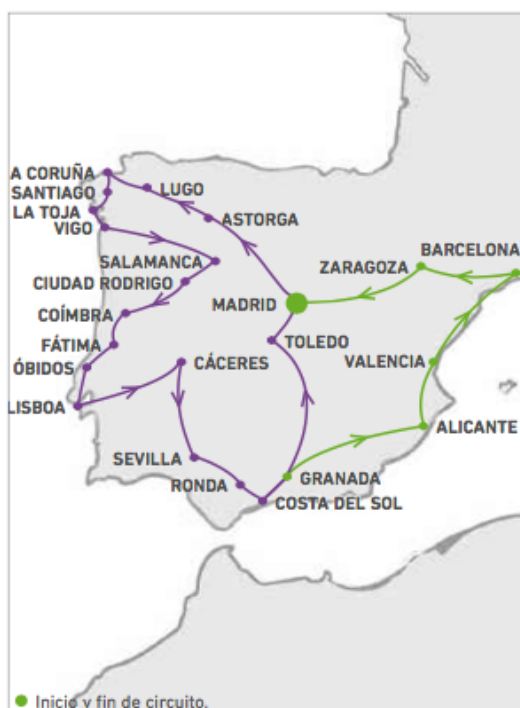 A CORUÑA
SANTIAGO
LUGO
LA TOJA
VIGO
ASTORGA
BARCELONA
SALAMANCA
ZARAGOZA
CIUDAD RODRIGO
MADRID
COÍMBRA
FÁTIMA
TOLEDO
ÓBIDOS
CÁCERES
VALENCIA
LISBOA
ALICANTE
SEVILLA
GRANADA
RONDA
COSTA DEL SOL
Inicio y fin de circuito.